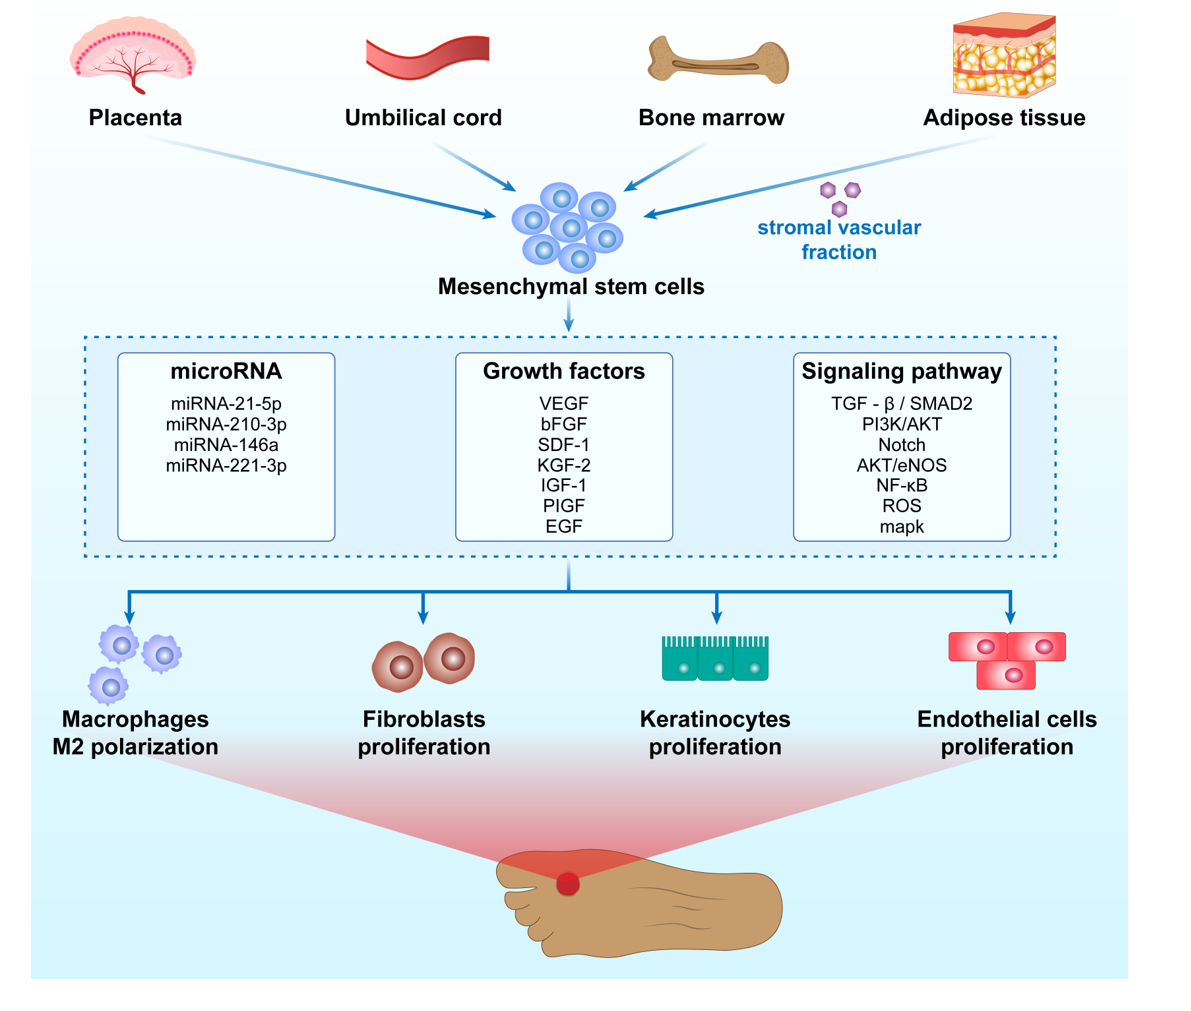 Placenta
Umbilical cord
Bone marrow
Adipose tissue
stromal vascular
fraction
Mesenchymal stem cells
microRNA
miRNA-21-5p
miRNA-210-3p
miRNA-146a
miRNA-221-3p
Growth factors
VEGF
bFGF
SDF-1
KGF-2
IGF-1
PIGF
EGF
Signaling pathway
TGF - β / SMAD2
PI3K/AKT
Notch
AKT/eNOS
NF-κB
ROS
mapk
Macrophages
M2 polarization
Fibroblasts
proliferation
Keratinocytes
proliferation
Endothelial cells
proliferation